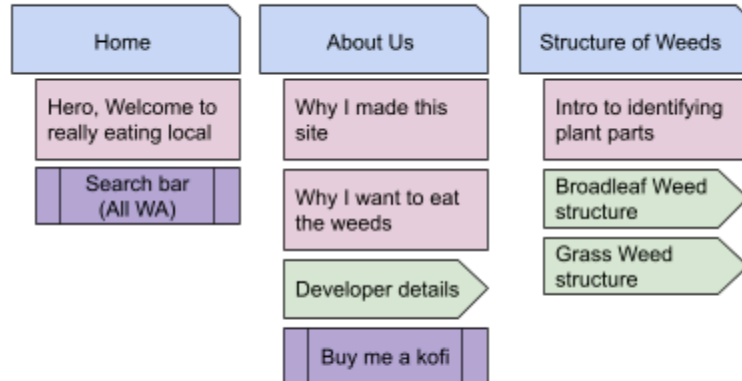 Home
Hero, Welcome to
really eating local
Search bar
(All WA)
About Us
Why I made this
site
Why I want to eat
the weeds
Developer details
Buy me a kofi
Structure of Weeds
Intro to identifying
plant parts
Broadleaf Weed
structure
Grass Weed
structure